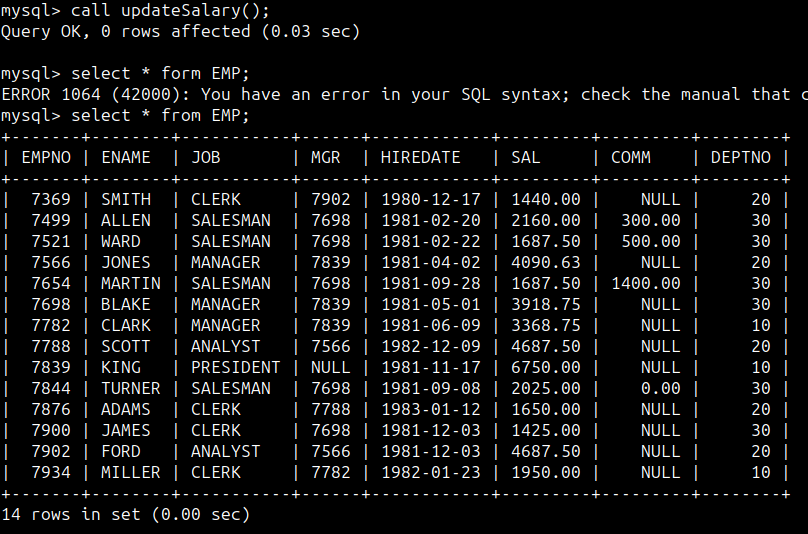 mysql> call updateSalary();
Query OK, 0 rows affected (0.03 sec)
mysql> select * form EMP;
ERROR 1064 (42000): You have an error in your SQL syntax; check the manual that c
mysql> select * from EMP;
+-------+--------+-----------+------+------------+---------+---------+--------+
| EMPNO | ENAME | JOB | MGR | HIREDATE | SAL | COMM | DEPTNO |
+-------+--------+-----------+------+------------+---------+---------+--------+
| 7369 | SMITH | CLERK | 7902 | 1980-12-17 | 1440.00 | NULL | 20 |
| 7499 | ALLEN | SALESMAN | 7698 | 1981-02-20 | 2160.00 | 300.00 | 30 |
| 7521 | WARD | SALESMAN | 7698 | 1981-02-22 | 1687.50 | 500.00 | 30 |
| 7566 | JONES | MANAGER | 7839 | 1981-04-02 | 4090.63 | NULL | 20 |
| 7654 | MARTIN | SALESMAN | 7698 | 1981-09-28 | 1687.50 | 1400.00 | 30 |
| 7698 | BLAKE | MANAGER | 7839 | 1981-05-01 | 3918.75 | NULL | 30 |
| 7782 | CLARK | MANAGER | 7839 | 1981-06-09 | 3368.75 | NULL | 10 |
| 7788 | SCOTT | ANALYST | 7566 | 1982-12-09 | 4687.50 | NULL | 20 |
| 7839 | KING | PRESIDENT | NULL | 1981-11-17 | 6750.00 | NULL | 10 |
| 7844 | TURNER | SALESMAN | 7698 | 1981-09-08 | 2025.00 | 0.00 | 30 |
| 7876 | ADAMS | CLERK | 7788 | 1983-01-12 | 1650.00 | NULL | 20 |
| 7900 | JAMES | CLERK | 7698 | 1981-12-03 | 1425.00 | NULL | 30 |
| 7902 | FORD | ANALYST | 7566 | 1981-12-03 | 4687.50 | NULL | 20 |
| 7934 | MILLER | CLERK | 7782 | 1982-01-23 | 1950.00 | NULL | 10 |
+-------+--------+-----------+------+------------+---------+---------+--------+
14 rows in set (0.00 sec)